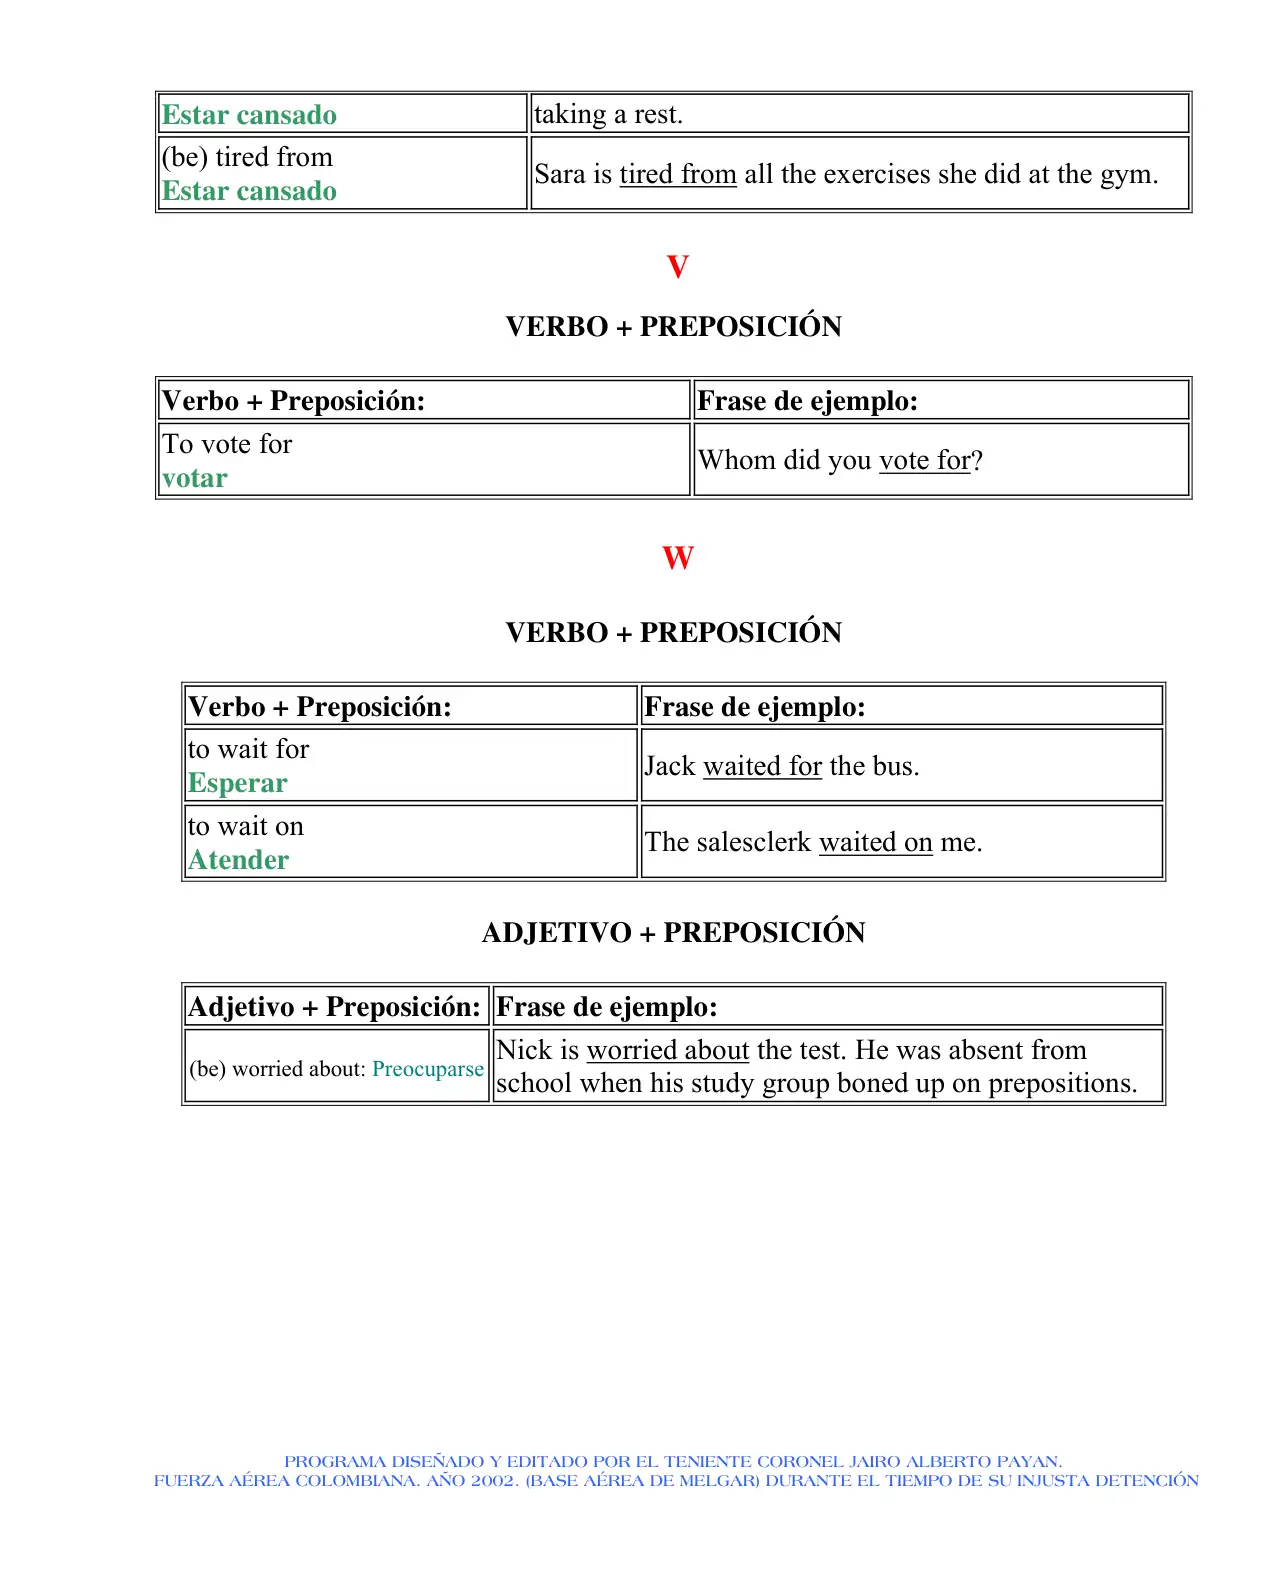 Estar cansado
taking a rest.
(be) tired from
Estar cansado
Sara is tired from all the exercises she did at the gym.
V
VERBO + PREPOSICIÓN
Verbo + Preposición:
Frase de ejemplo:
To vote for
votar
Whom did you vote for?
W
VERBO + PREPOSICIÓN
Verbo + Preposición:
Frase de ejemplo:
to wait for
Esperar
Jack waited for the bus.
to wait on
Atender
The salesclerk waited on me.
ADJETIVO + PREPOSICIÓN
Adjetivo + Preposición:
Frase de ejemplo:
(be) worried about: Preocuparse
Nick is worried about the test. He was absent from
school when his study group boned up on prepositions.
PROGRAMA DISEÑADO Y EDITADO POR EL TENIENTE CORONEL JAIRO ALBERTO PAYAN.
FUERZA AÉREA COLOMBIANA. AÑO 2002. (BASE AÉREA DE MELGAR) DURANTE EL TIEMPO DE SU INJUSTA DETENCIÓN